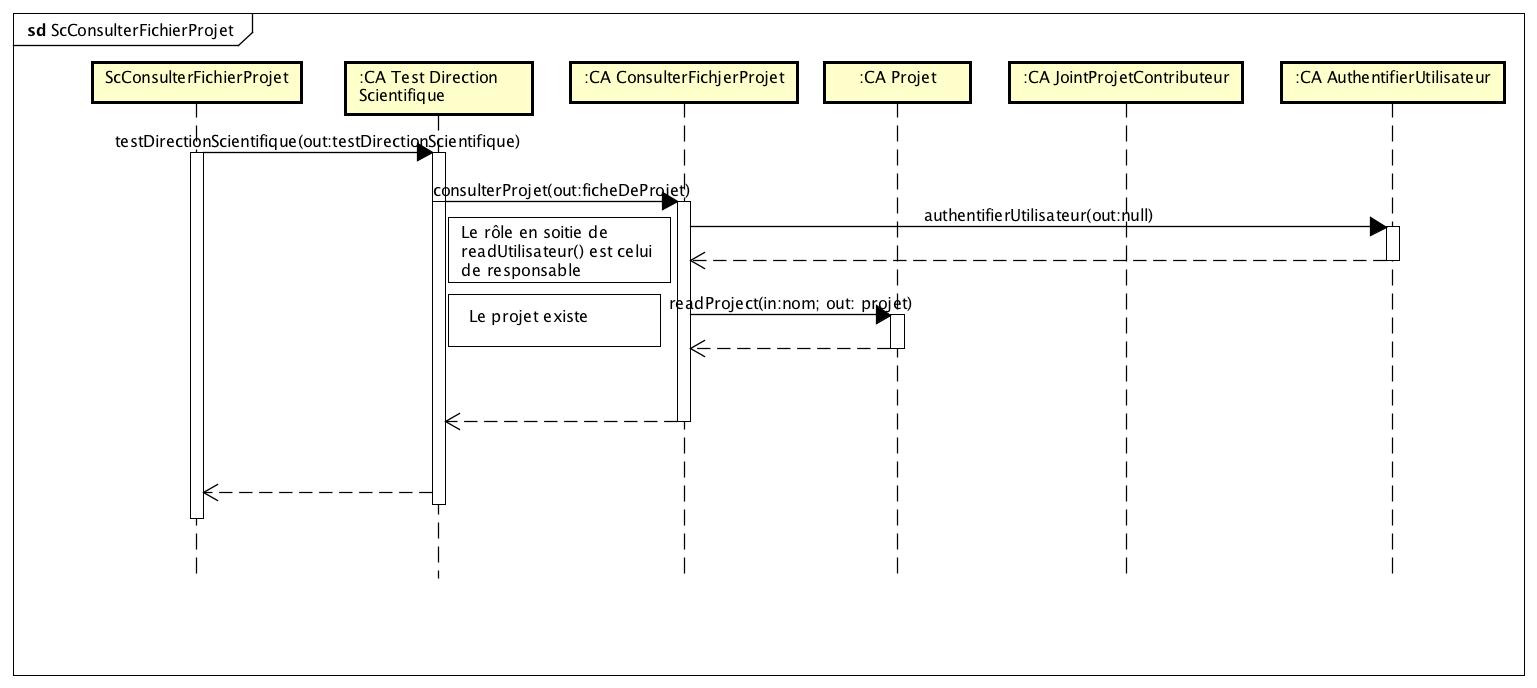 sd ScConsulterFichierProjet
ScConsulterFichierProjet
:CA Test Direction
Scientifique
:CA ConsulterFichjerProjet
:CA Projet
:CA JointProjetContributeur
:CA AuthentifierUtilisateur
testDirectionScientifique(out:testDirectionScientifique)
consulterProjet(out:ficheDeProjet)
authentifierUtilisateur(out:null)
Le rôle en soitie de
readUtilisateur() est celui
de responsable
readProject(in:nom; out: projet)
Le projet existe